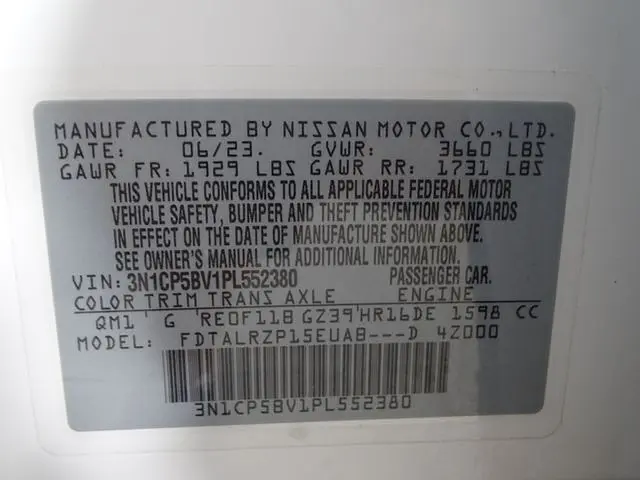 MANUFACTURED BY NISSAN MOTOR CO.,LTD.
DATE: 06/23. GVWR: 3660 LBS
GAWR FR: 1929 LBS GAWR RR: 1731 LBS
THIS VEHICLE CONFORMS TO ALL APPLICABLE FEDERAL MOTOR
VEHICLE SAFETY, BUMPER AND THEFT PREVENTION STANDARDS
IN EFFECT ON THE DATE OF MANUFACTURE SHOWN ABOVE.
SEE OWNER'S MANUAL FOR ADDITIONAL INFORMATION.
VIN: 3N1CP5BV1PL552380 PASSENGER CAR.
COLOR TRIM TRANS AXLE ENGINE
QM1 ' G ' RE0F11B GZ39'HR16DE 1598 CC
MODEL: FDTALRZP15EUAB---D 4Z000
3N1CP5BV1PL552380